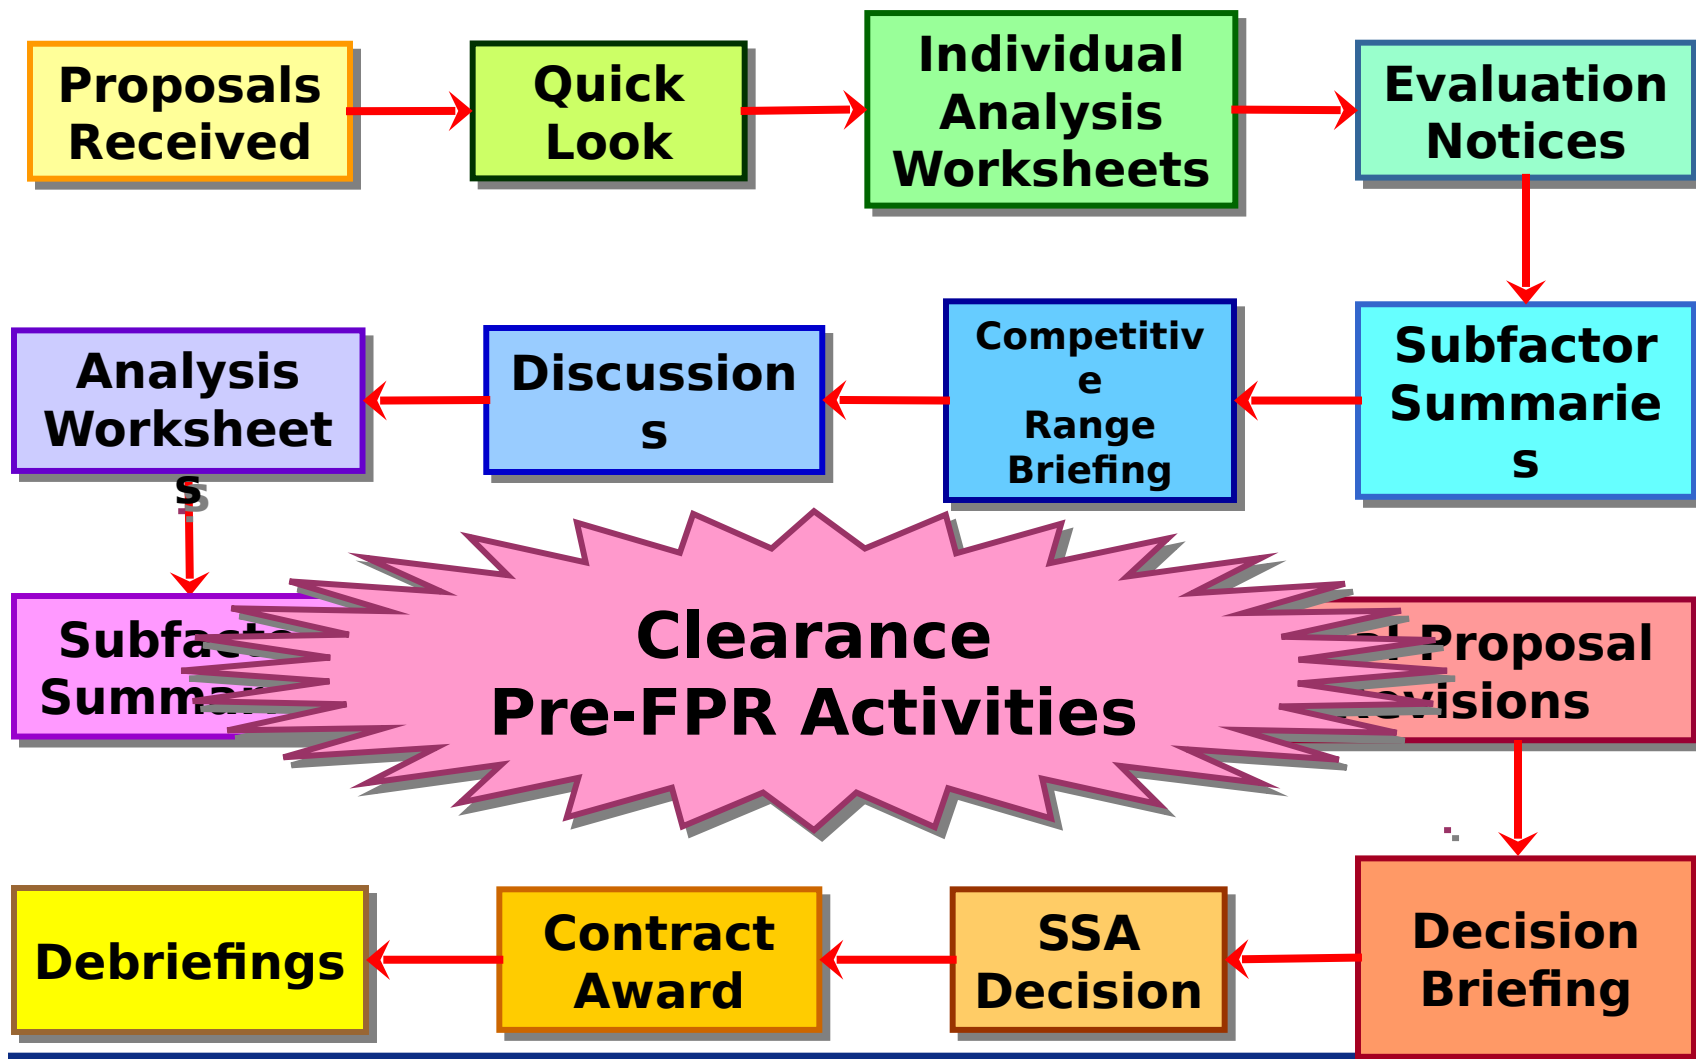 Proposals
Received
Quick
Look
Individual
Analysis
Worksheets
Evaluation
Notices
Analysis
Worksheet
s
Discussion
s
Competitiv
e
Range
Briefing
Subfactor
Summarie
s
Clearance
Pre-FPR Activities
Proposal
Debriefings
Contract
Award
SSA
Decision
Decision
Briefing